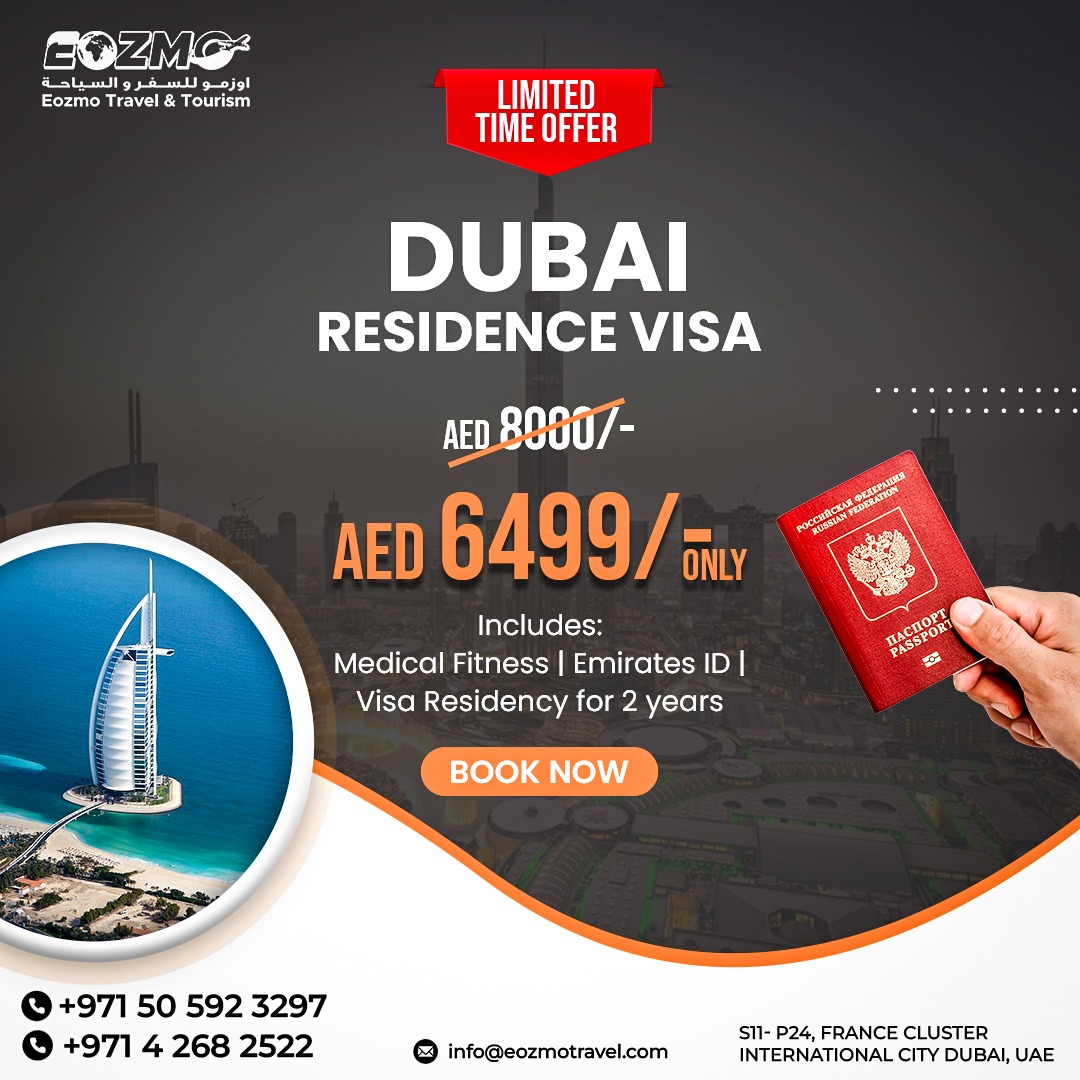 EOZMO
اوزمو للسفر و السياحة
Eozmo Travel & Tourism
LIMITED
TIME OFFER
DUBAI
RESIDENCE VISA
AED 8000/-
AED 6499/- ONLY
РОССИЙСКАЯ ФЕДЕРАЦИЯ
RUSSIAN FEDERATION
ПАСПОРТ
PASSPORT
Includes:
Medical Fitness | Emirates ID |
Visa Residency for 2 years
BOOK NOW
+971 50 592 3297
+971 4 268 2522
info@eozmotravel.com
S11- P24, FRANCE CLUSTER
INTERNATIONAL CITY DUBAI, UAE